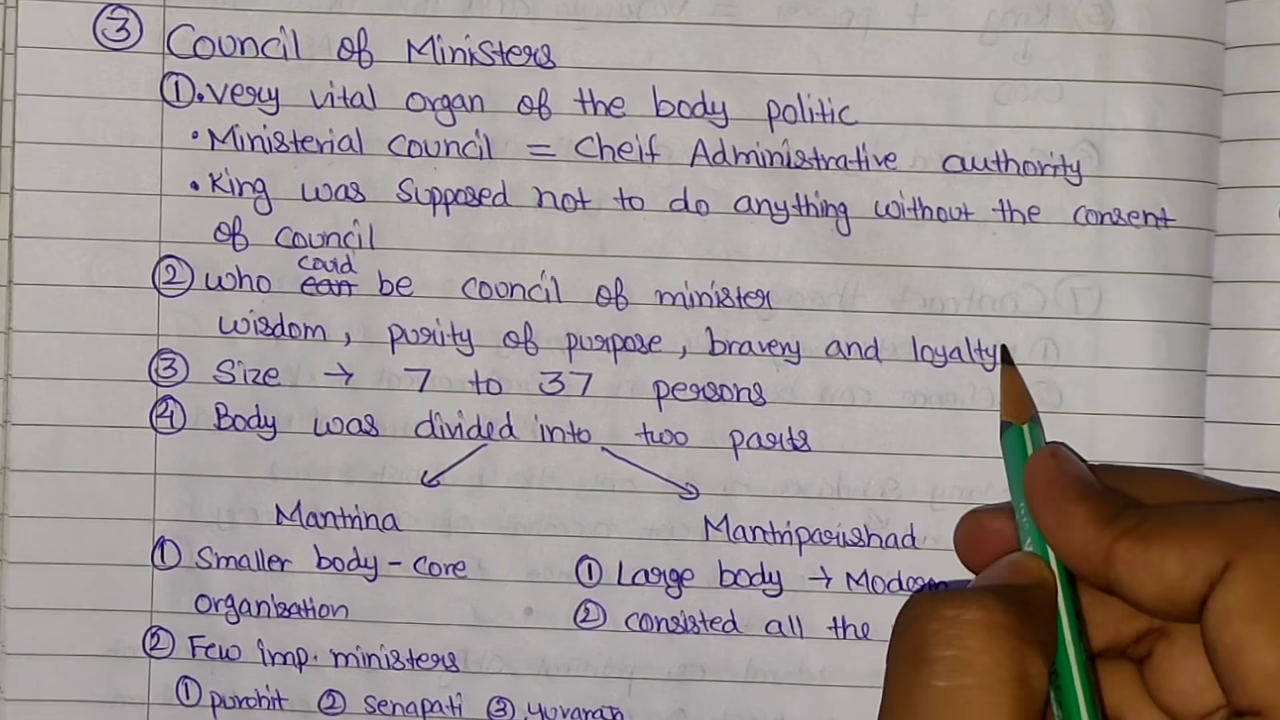 ③ Council of Ministers
①. very vital organ of the body politic
• Ministerial council = Cheif Administrative authority
• King was supposed not to do anything without the consent
of council
② who could can be council of minister
wisdom, purity of purpose, bravery and loyalty
③ Size → 7 to 37 persons
④ Body was divided into two parts
Mantrina Mantriparishad
① Smaller body - core ① Large body → Modern
organisation ② consisted all the
② Few imp. ministers
① purohit ② Senapati ③ yuvaraj